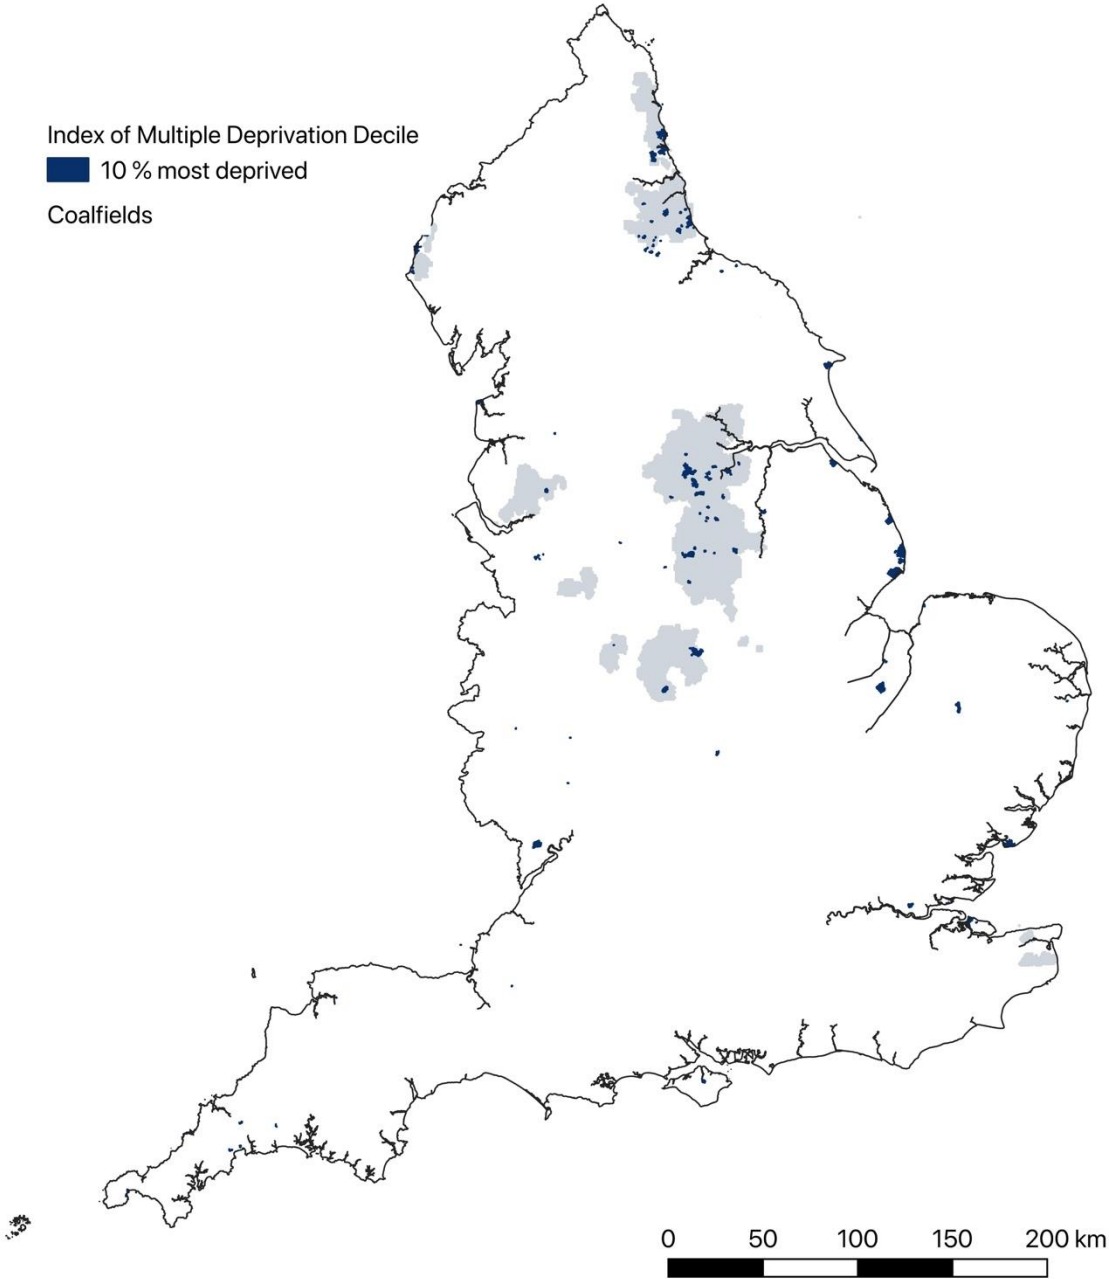 Index of Multiple Deprivation Decile
10 % most deprived
Coalfields
0 50 100 150 200 km